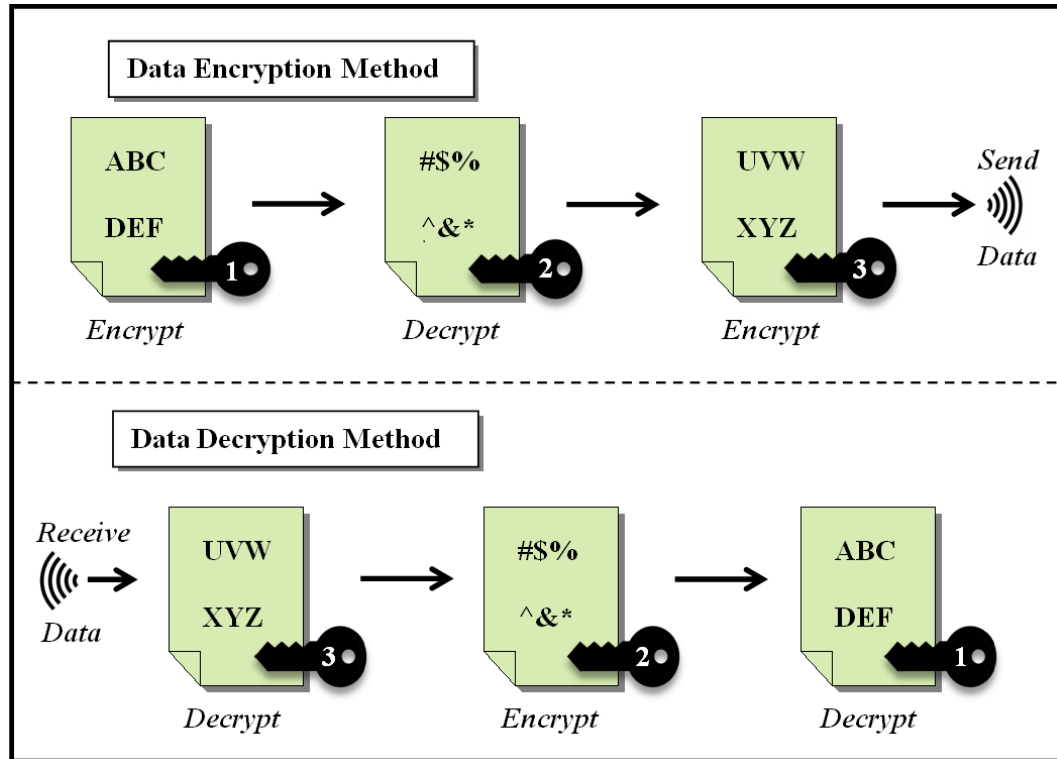 Data Encryption Method
ABC
DEF
1
Encrypt
#$%
^&*
2
Decrypt
UVW
XYZ
3
Encrypt
Send
Data
Data Decryption Method
Receive
Data
UVW
XYZ
3
Decrypt
#$%
^&*
2
Encrypt
ABC
DEF
1
Decrypt